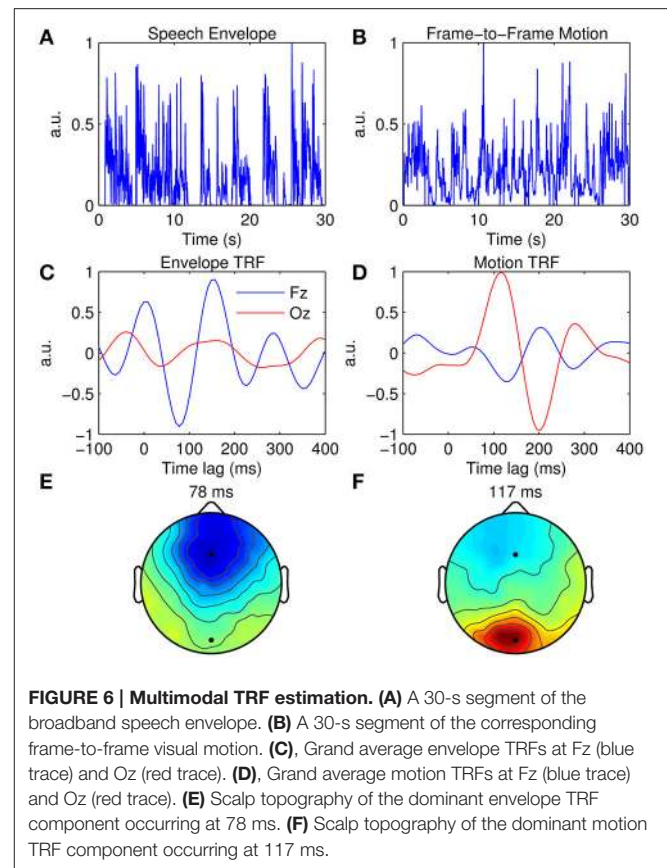 A
Speech Envelope
1
0.5
0
a.u.
0 10 20 30
Time (s)
B
Frame−to−Frame Motion
1
0.5
0
a.u.
0 10 20 30
Time (s)
C
Envelope TRF
1
0.5
0
−0.5
−1
a.u.
Fz
Oz
−100 0 100 200 300 400
Time lag (ms)
D
Motion TRF
1
0.5
0
−0.5
−1
a.u.
−100 0 100 200 300 400
Time lag (ms)
E
78 ms
F
117 ms
FIGURE 6 | Multimodal TRF estimation. (A) A 30-s segment of the
broadband speech envelope. (B) A 30-s segment of the corresponding
frame-to-frame visual motion. (C), Grand average envelope TRFs at Fz (blue
trace) and Oz (red trace). (D), Grand average motion TRFs at Fz (blue trace)
and Oz (red trace). (E) Scalp topography of the dominant envelope TRF
component occurring at 78 ms. (F) Scalp topography of the dominant motion
TRF component occurring at 117 ms.